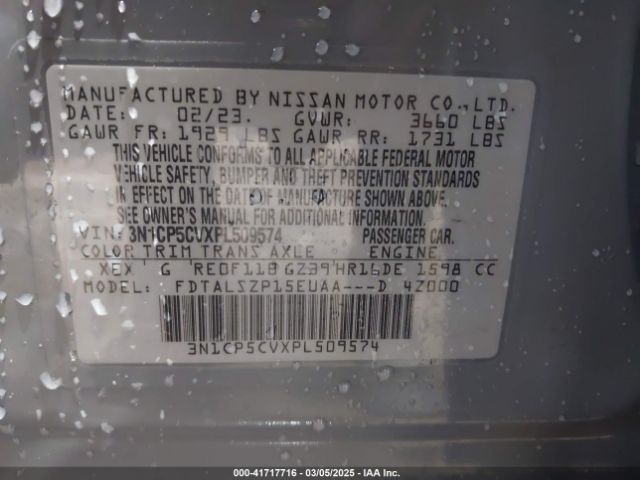 MANUFACTURED BY NISSAN MOTOR CO.,LTD.
DATE: 02/23. GVWR: 3660 LBS
GAWR FR: 1929 LBS GAWR RR: 1731 LBS
THIS VEHICLE CONFORMS TO ALL APPLICABLE FEDERAL MOTOR
VEHICLE SAFETY, BUMPER AND THEFT PREVENTION STANDARDS
IN EFFECT ON THE DATE OF MANUFACTURE SHOWN ABOVE.
SEE OWNER'S MANUAL FOR ADDITIONAL INFORMATION.
VIN: 3N1CP5CVXPL509574 PASSENGER CAR.
COLOR TRIM TRANS AXLE ENGINE
XEX G RE0F11B GZ39 HR16DE 1598 CC
MODEL: FDTALSZP15EUAA---D 4Z000
3N1CP5CVXPL509574
000-41717716 - 03/05/2025 - IAA Inc.